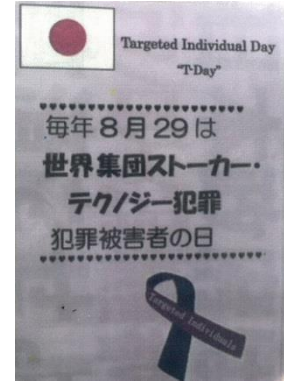 Targeted Individual Day
“T-Day”
毎年８月29は
世界集団ストーカー・
テクノジー犯罪
犯罪被害者の日
Targeted Individuals